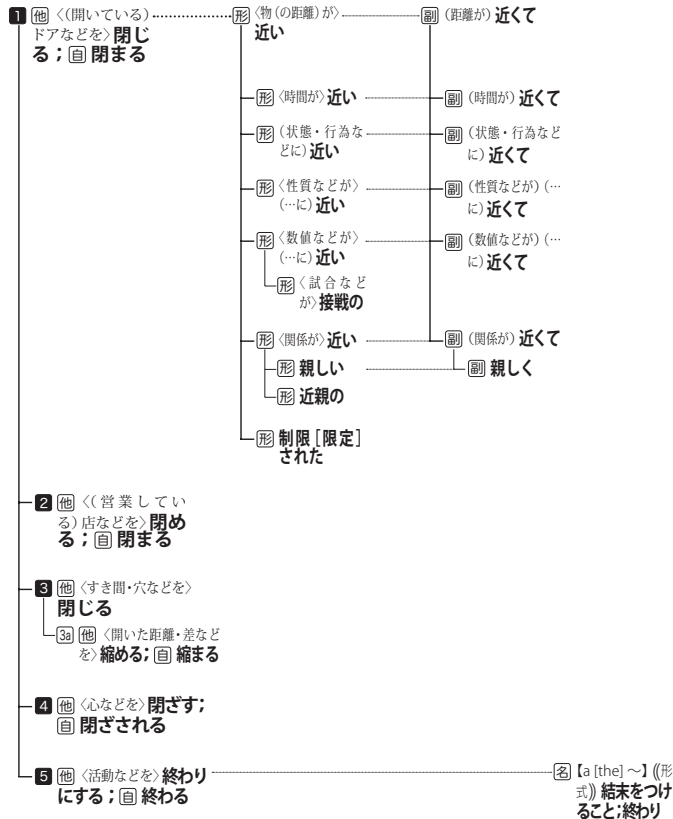 1 他 〈(開いている)
ドアなどを〉閉じ
る；自 閉まる
形 〈物(の距離)が〉
近い
副 (距離が) 近くて
形 〈時間が〉近い
副 (時間が) 近くて
形 (状態・行為な
どに) 近い
副 (状態・行為など
に) 近くて
形 〈性質などが〉
(…に) 近い
副 (性質などが) (…
に) 近くて
形 〈数値などが〉
(…に) 近い
副 (数値などが) (…
に) 近くて
形 〈試合など
が〉接戦の
形 〈関係が〉近い
副 (関係が) 近くて
形 親しい
副 親しく
形 近親の
形 制限［限定］
された
2 他 〈(営業してい
る) 店などを〉閉め
る；自 閉まる
3 他 〈すき間・穴などを〉
閉じる
3a 他 〈開いた距離・差など
を〉縮める；自 縮まる
4 他 〈心などを〉閉ざす；
自 閉ざされる
5 他 〈活動などを〉終わり
にする；自 終わる
名 【a [the] ～】⸨形
式⸩ 結末をつけ
ること；終わり